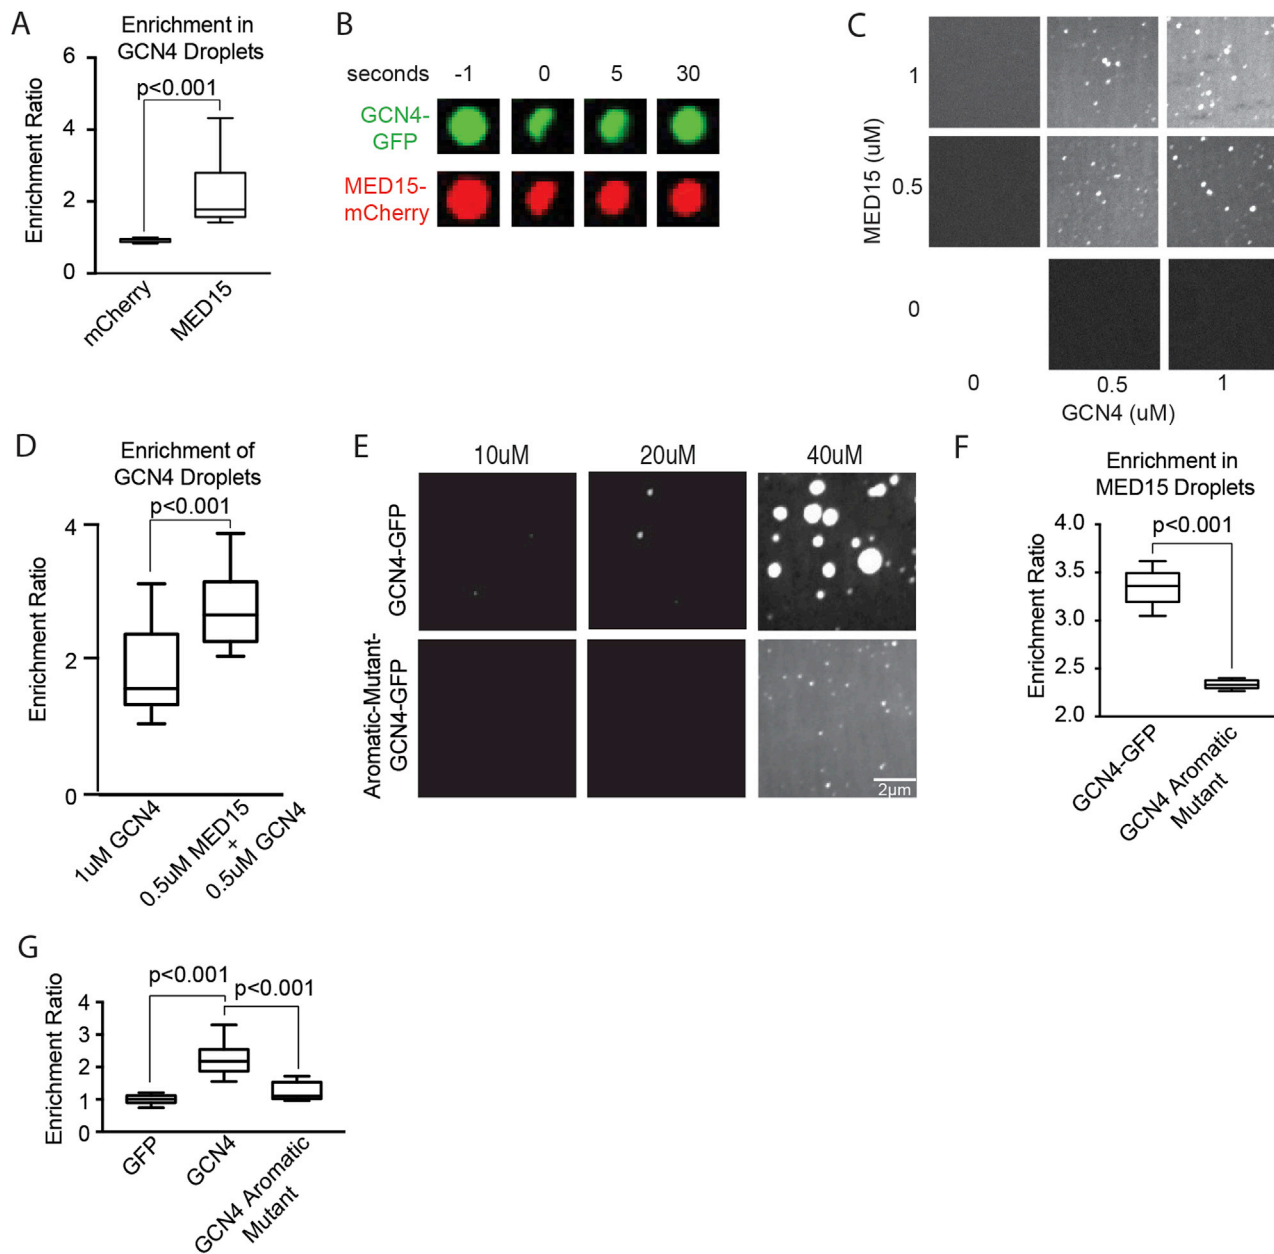 A
Enrichment in
GCN4 Droplets
p<0.001
Enrichment Ratio
6
4
2
0
mCherry
MED15
B
seconds -1 0 5 30
GCN4-
GFP
MED15-
mCherry
C
MED15 (uM)
1
0.5
0
0 0.5 1
GCN4 (uM)
D
Enrichment of
GCN4 Droplets
p<0.001
Enrichment Ratio
4
2
0
1uM GCN4
0.5uM MED15
+
0.5uM GCN4
E
10uM 20uM 40uM
GCN4-GFP
Aromatic-Mutant-
GCN4-GFP
2µm
F
Enrichment in
MED15 Droplets
p<0.001
Enrichment Ratio
4.0
3.5
3.0
2.5
2.0
GCN4-GFP
GCN4 Aromatic
Mutant
G
p<0.001
p<0.001
Enrichment Ratio
4
3
2
1
0
GFP
GCN4
GCN4 Aromatic
Mutant